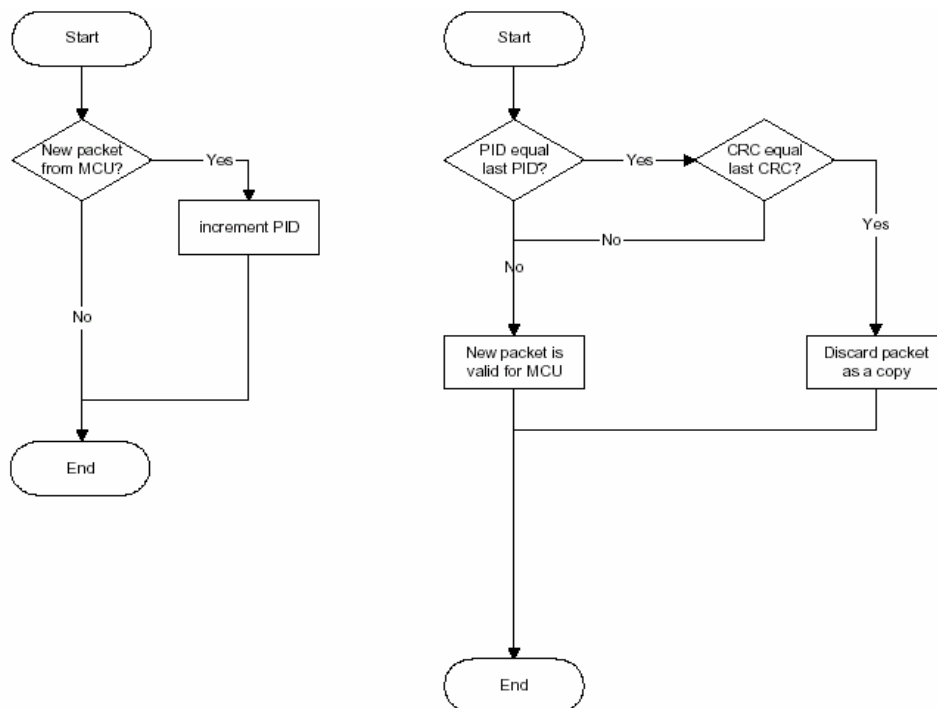 Start
New packet
from MCU?
Yes
increment PID
No
End
Start
PID equal
last PID?
Yes
CRC equal
last CRC?
Yes
No
No
New packet is
valid for MCU
Discard packet
as a copy
End